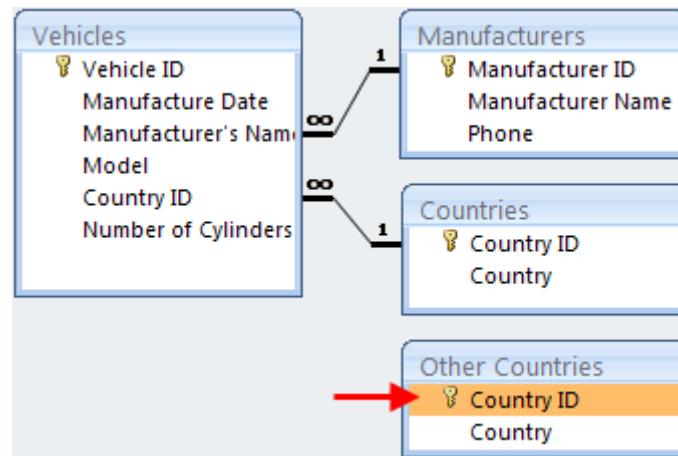 Vehicles
Vehicle ID
Manufacture Date
Manufacturer's Nam
Model
Country ID
Number of Cylinders
∞
∞
1
1
Manufacturers
Manufacturer ID
Manufacturer Name
Phone
Countries
Country ID
Country
Other Countries
Country ID
Country